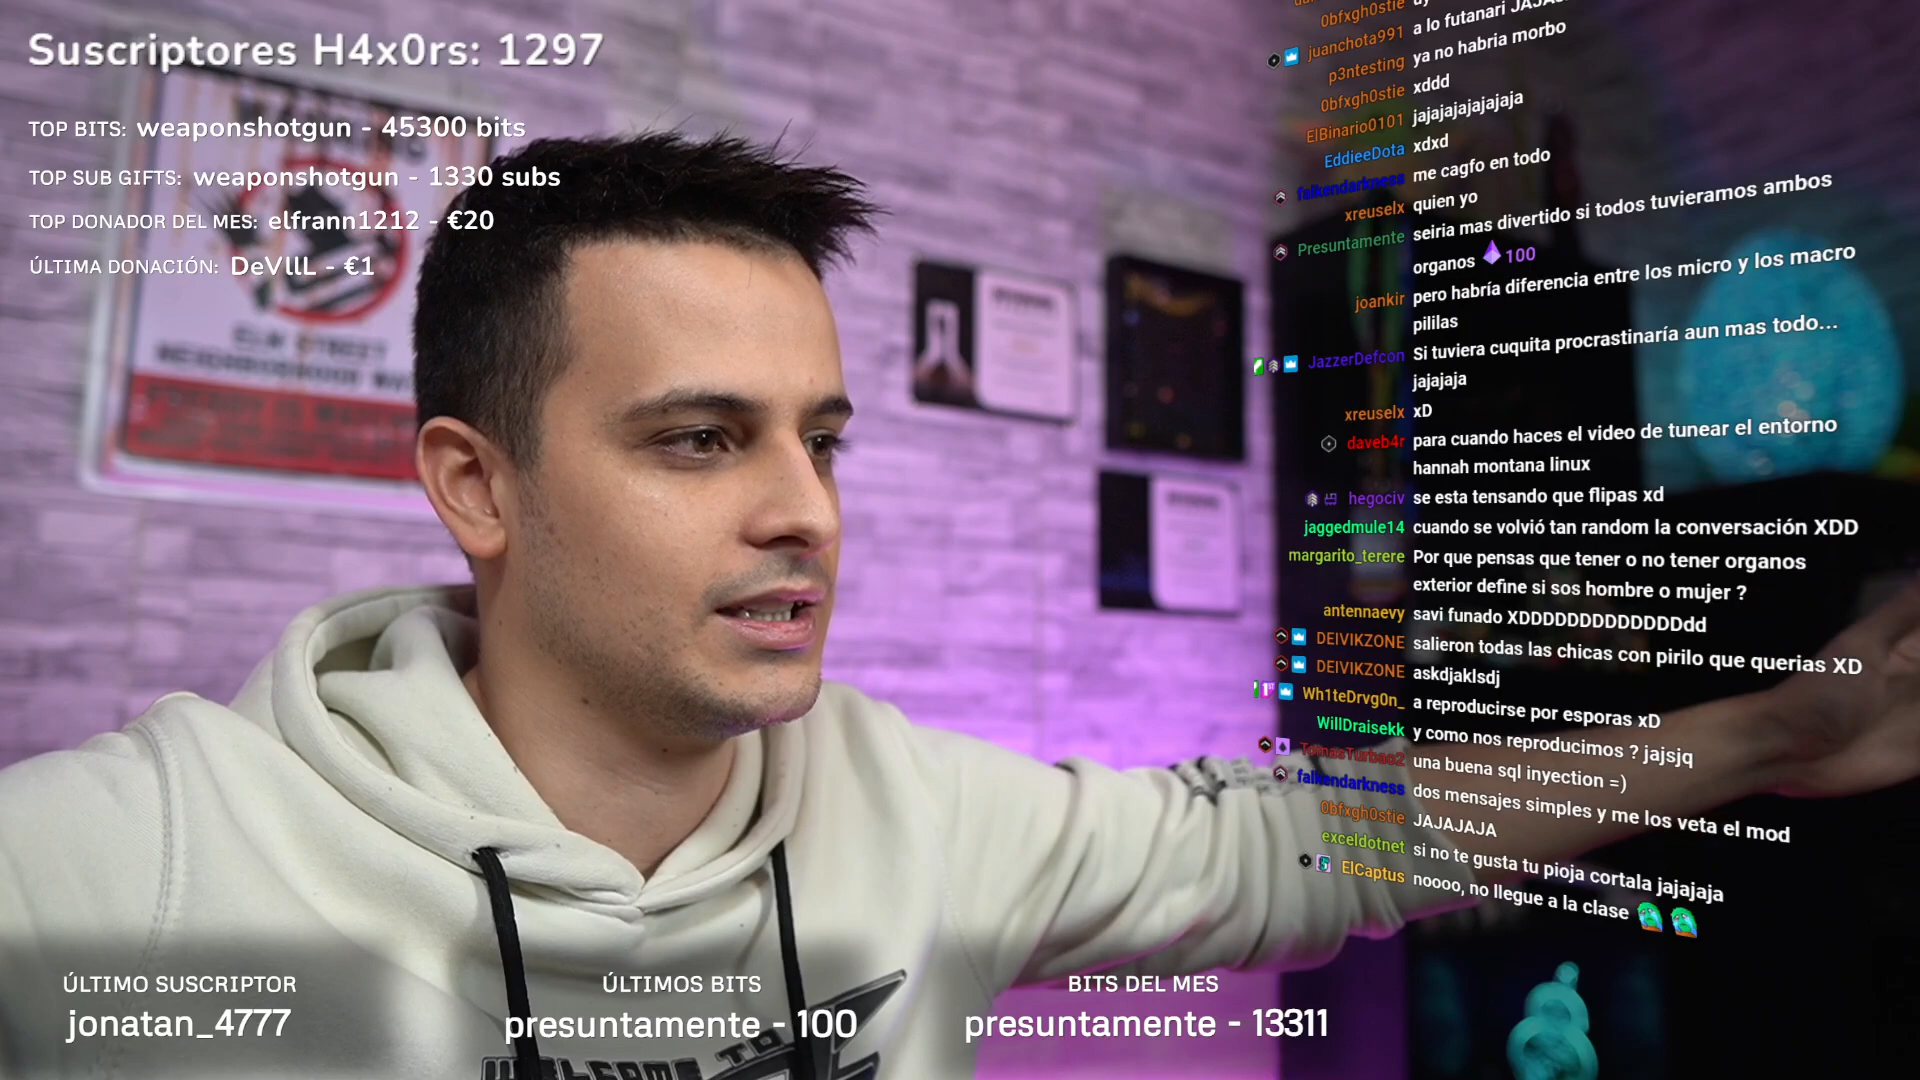 Suscriptores H4x0rs: 1297
TOP BITS: weaponshotgun - 45300 bits
TOP SUB GIFTS: weaponshotgun - 1330 subs
TOP DONADOR DEL MES: elfrann1212 - €20
ÚLTIMA DONACIÓN: DeVllL - €1
ELM STREET
0bfxgh0stie
juanchota991 a lo futanari
p3ntesting ya no habria morbo
0bfxgh0stie xddd
ElBinario0101 jajajajajajajaja
EddieeDota xdxd
falkendarkness me cagfo en todo
xreuselx quien yo
Presuntamente seiria mas divertido si todos tuvieramos ambos
organos 100
joankir pero habría diferencia entre los micro y los macro
pililas
JazzerDefcon Si tuviera cuquita procrastinaría aun mas todo...
jajajaja
xreuselx xD
daveb4r para cuando haces el video de tunear el entorno
hannah montana linux
hegociv se esta tensando que flipas xd
jaggedmule14 cuando se volvió tan random la conversación XDD
margarito_terere Por que pensas que tener o no tener organos
exterior define si sos hombre o mujer ?
antennaevy savi funado XDDDDDDDDDDDDDdd
DEIVIKZONE salieron todas las chicas con pirilo que querias XD
DEIVIKZONE askdjaklsdj
Wh1teDrvg0n_ a reproducirse por esporas xD
WillDraisekk y como nos reproducimos ? jajsjq
TomasTurbao2 una buena sql inyection =)
falkendarkness dos mensajes simples y me los veta el mod
0bfxgh0stie JAJAJAJA
exceldotnet si no te gusta tu pioja cortala jajajaja
ElCaptus noooo, no llegue a la clase
ÚLTIMO SUSCRIPTOR
jonatan_4777
ÚLTIMOS BITS
presuntamente - 100
BITS DEL MES
presuntamente - 13311
WELCOME TO